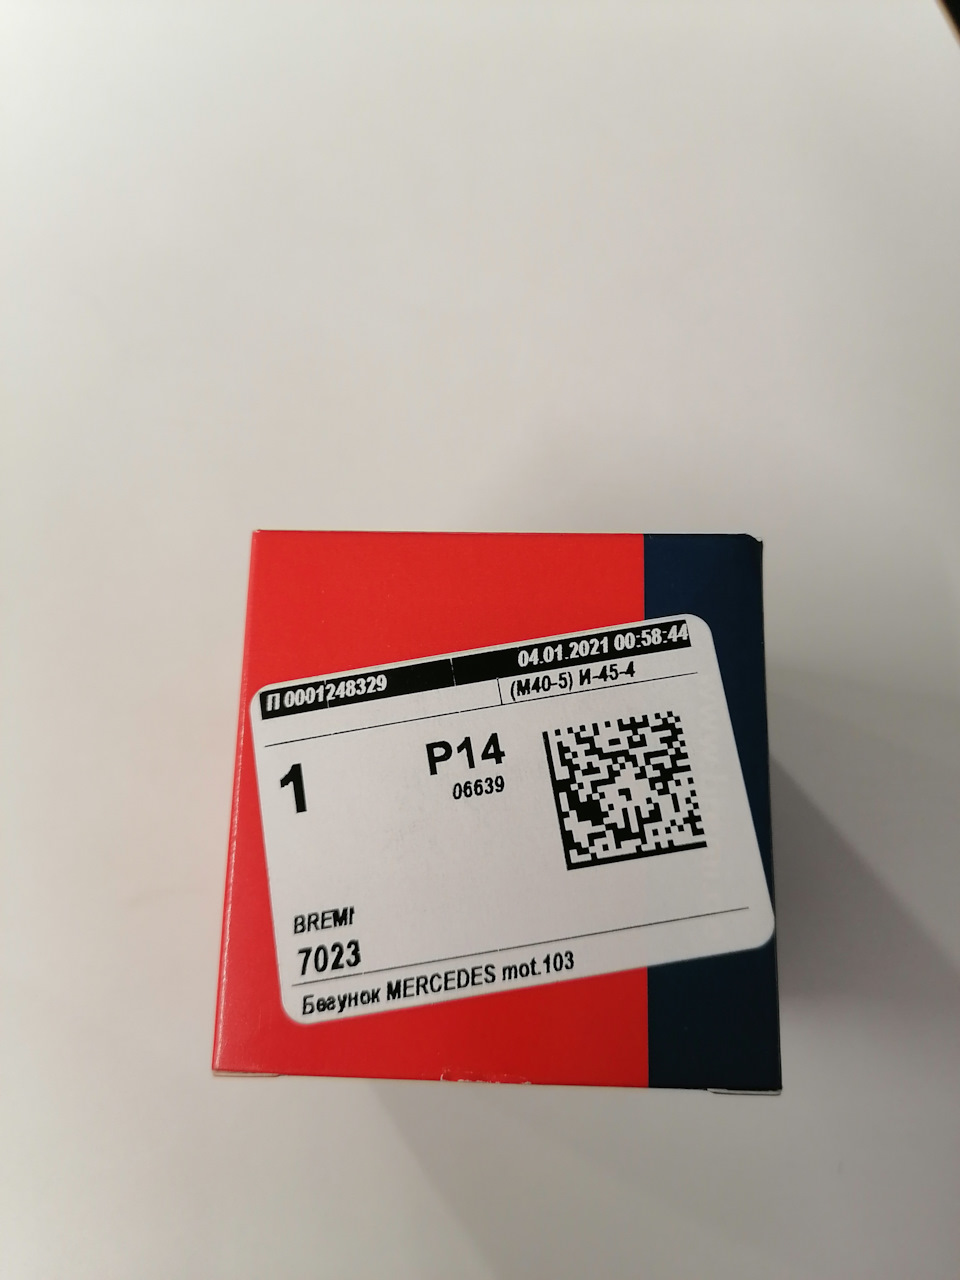 П 0001248329
04.01.2021 00:58:44
(М40-5) И-45-4
1
P14
06639
BREMI
7023
Бегунок MERCEDES mot.103